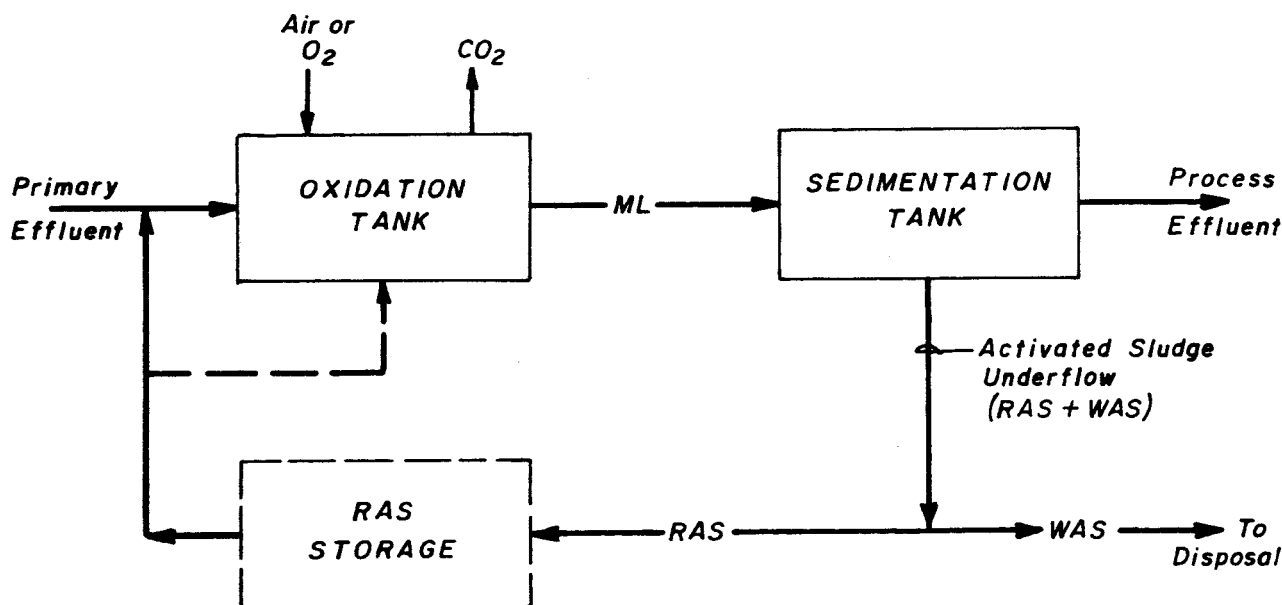 Air or
O2
CO2
Primary
Effluent
OXIDATION
TANK
ML
SEDIMENTATION
TANK
Process
Effluent
Activated Sludge
Underflow
(RAS + WAS)
RAS
STORAGE
RAS
WAS
To
Disposal